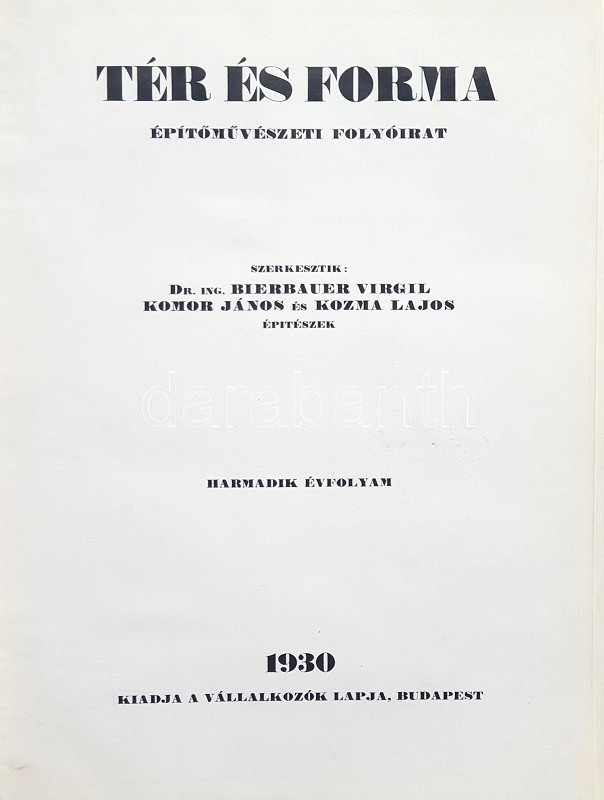 TÉR ÉS FORMA
ÉPÍTŐMŰVÉSZETI FOLYÓIRAT
SZERKESZTIK:
DR. ING. BIERBAUER VIRGIL
KOMOR JÁNOS ÉS KOZMA LAJOS
ÉPITÉSZEK
darabanth
HARMADIK ÉVFOLYAM
1930
KIADJA A VÁLLALKOZÓK LAPJA, BUDAPEST